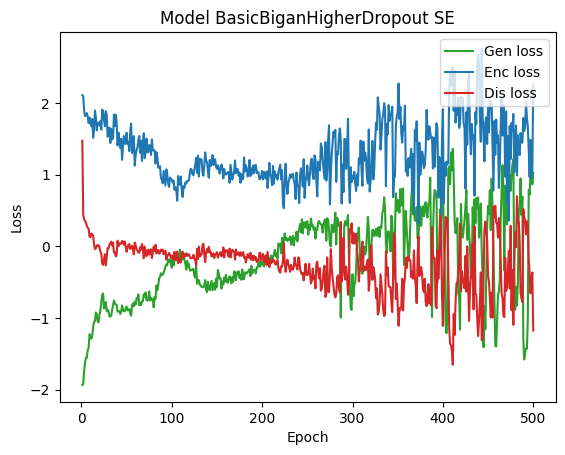 Model BasicBiganHigherDropout SE
Gen loss
Enc loss
Dis loss
2
1
0
−1
−2
Loss
0
100
200
300
400
500
Epoch